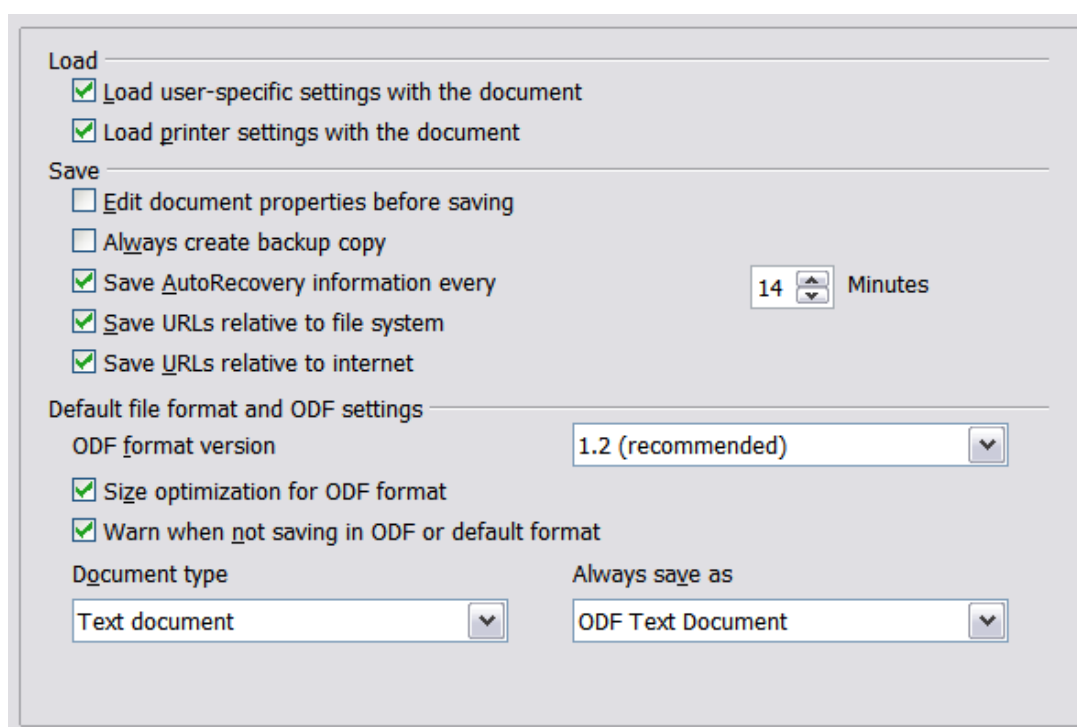 Load
Load user-specific settings with the document
Load printer settings with the document
Save
Edit document properties before saving
Always create backup copy
Save AutoRecovery information every 14 Minutes
Save URLs relative to file system
Save URLs relative to internet
Default file format and ODF settings
ODF format version 1.2 (recommended)
Size optimization for ODF format
Warn when not saving in ODF or default format
Document type Always save as
Text document ODF Text Document